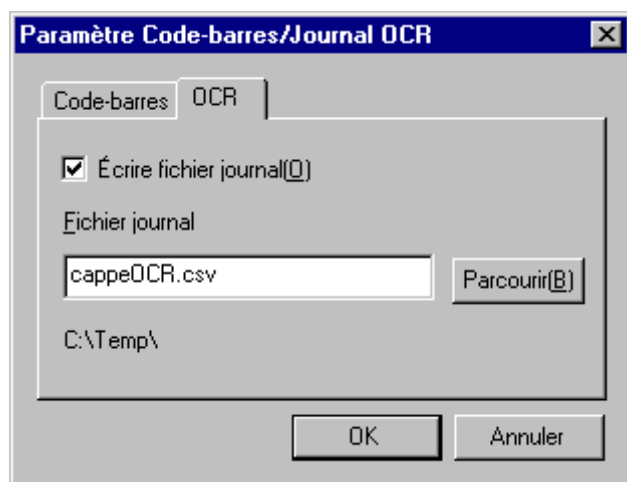 Paramètre Code-barres/Journal OCR
Code-barres OCR
Écrire fichier journal(O)
Fichier journal
cappeOCR.csv
Parcourir(B)
C:\Temp\
OK Annuler